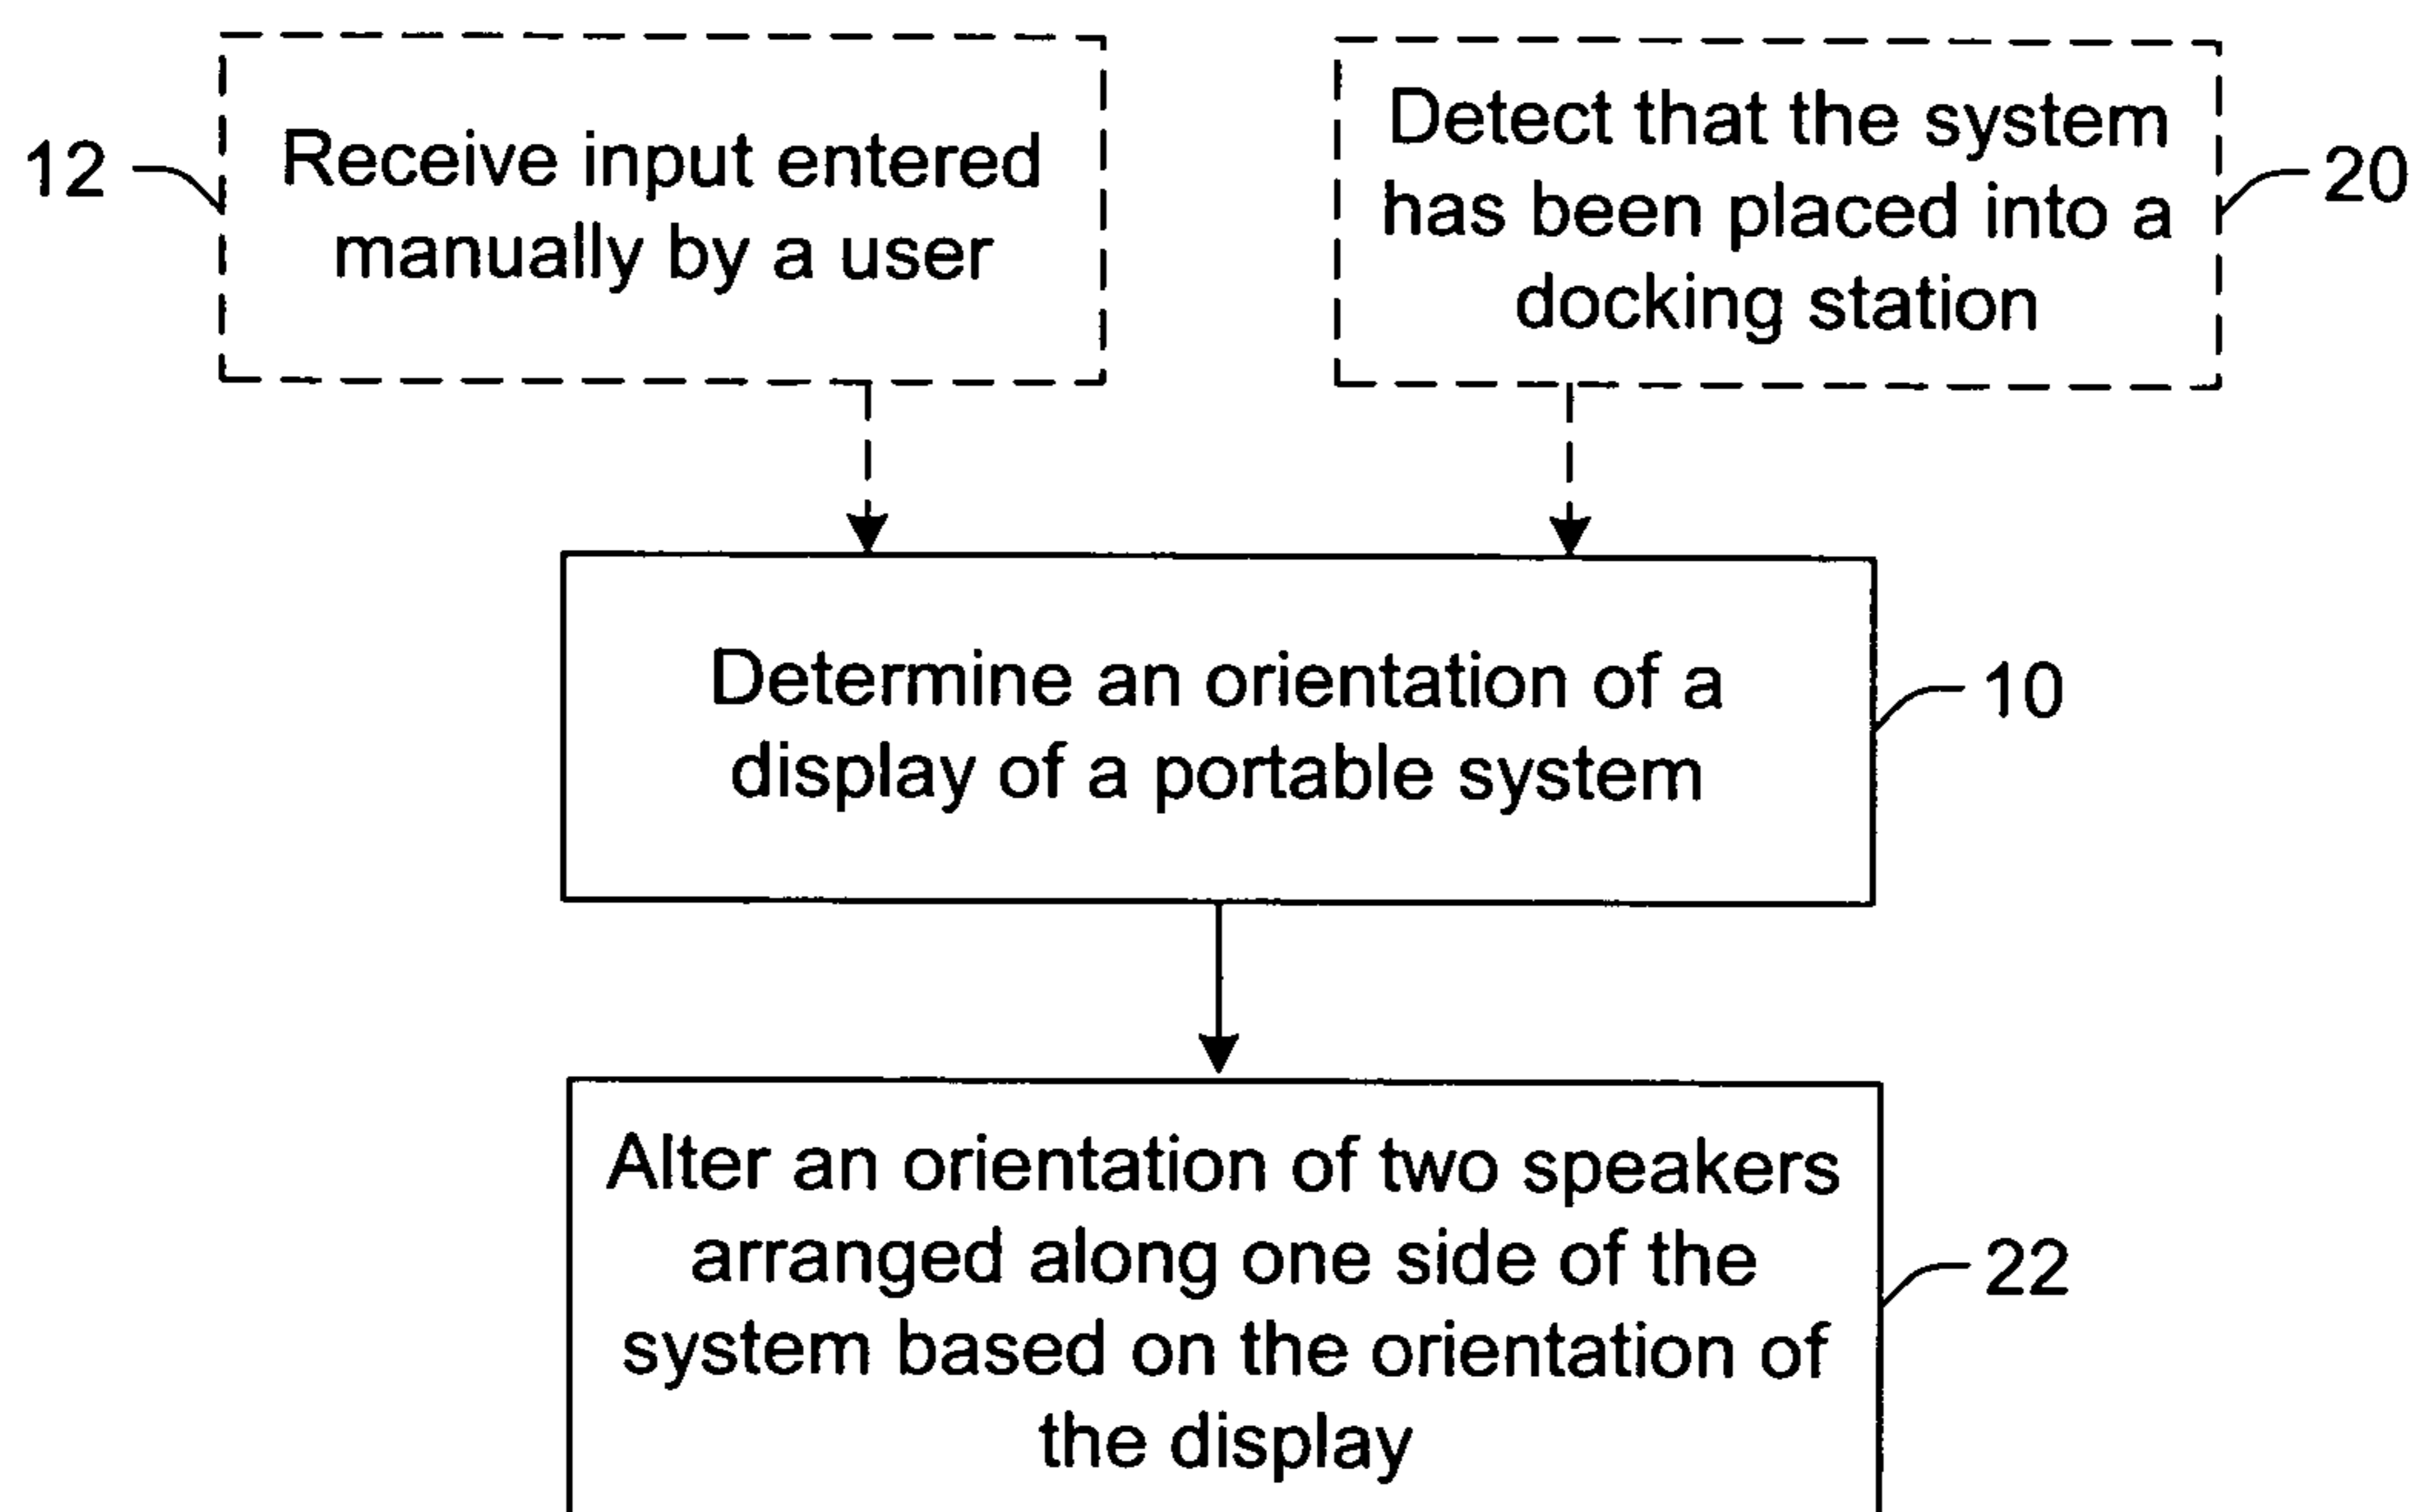 12
Receive input entered
manually by a user
Detect that the system
has been placed into a
docking station
20
Determine an orientation of a
display of a portable system
10
Alter an orientation of two speakers
arranged along one side of the
system based on the orientation of
the display
22